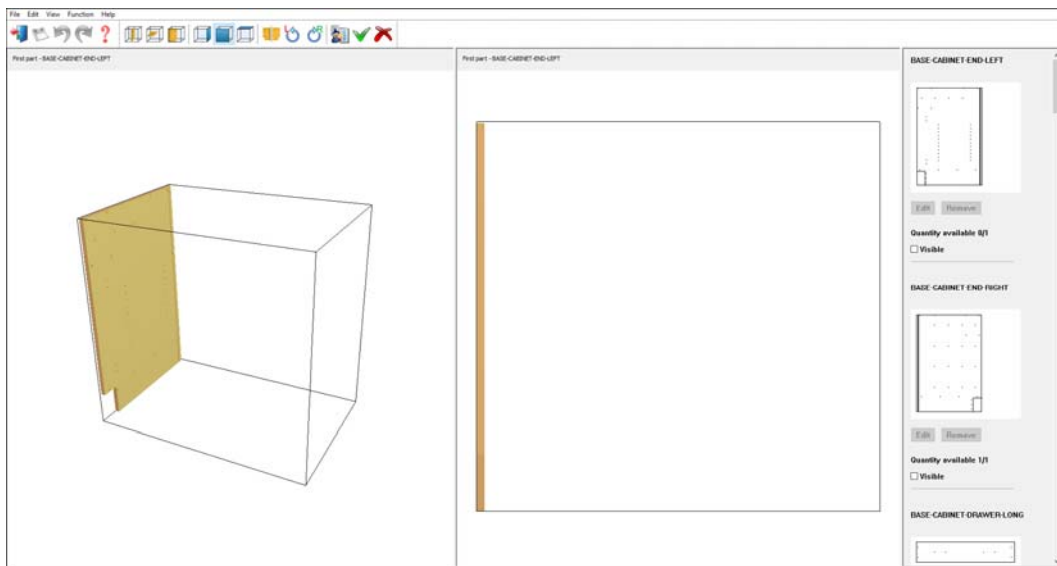 File Edit View Function Help
First part - BASE-CABINET-END-LEFT
First part - BASE-CABINET-END-LEFT
BASE-CABINET-END-LEFT
Edit Remove
Quantity available 0/1
Visible
BASE-CABINET-END-RIGHT
Edit Remove
Quantity available 1/1
Visible
BASE-CABINET-DRAWER-LONG